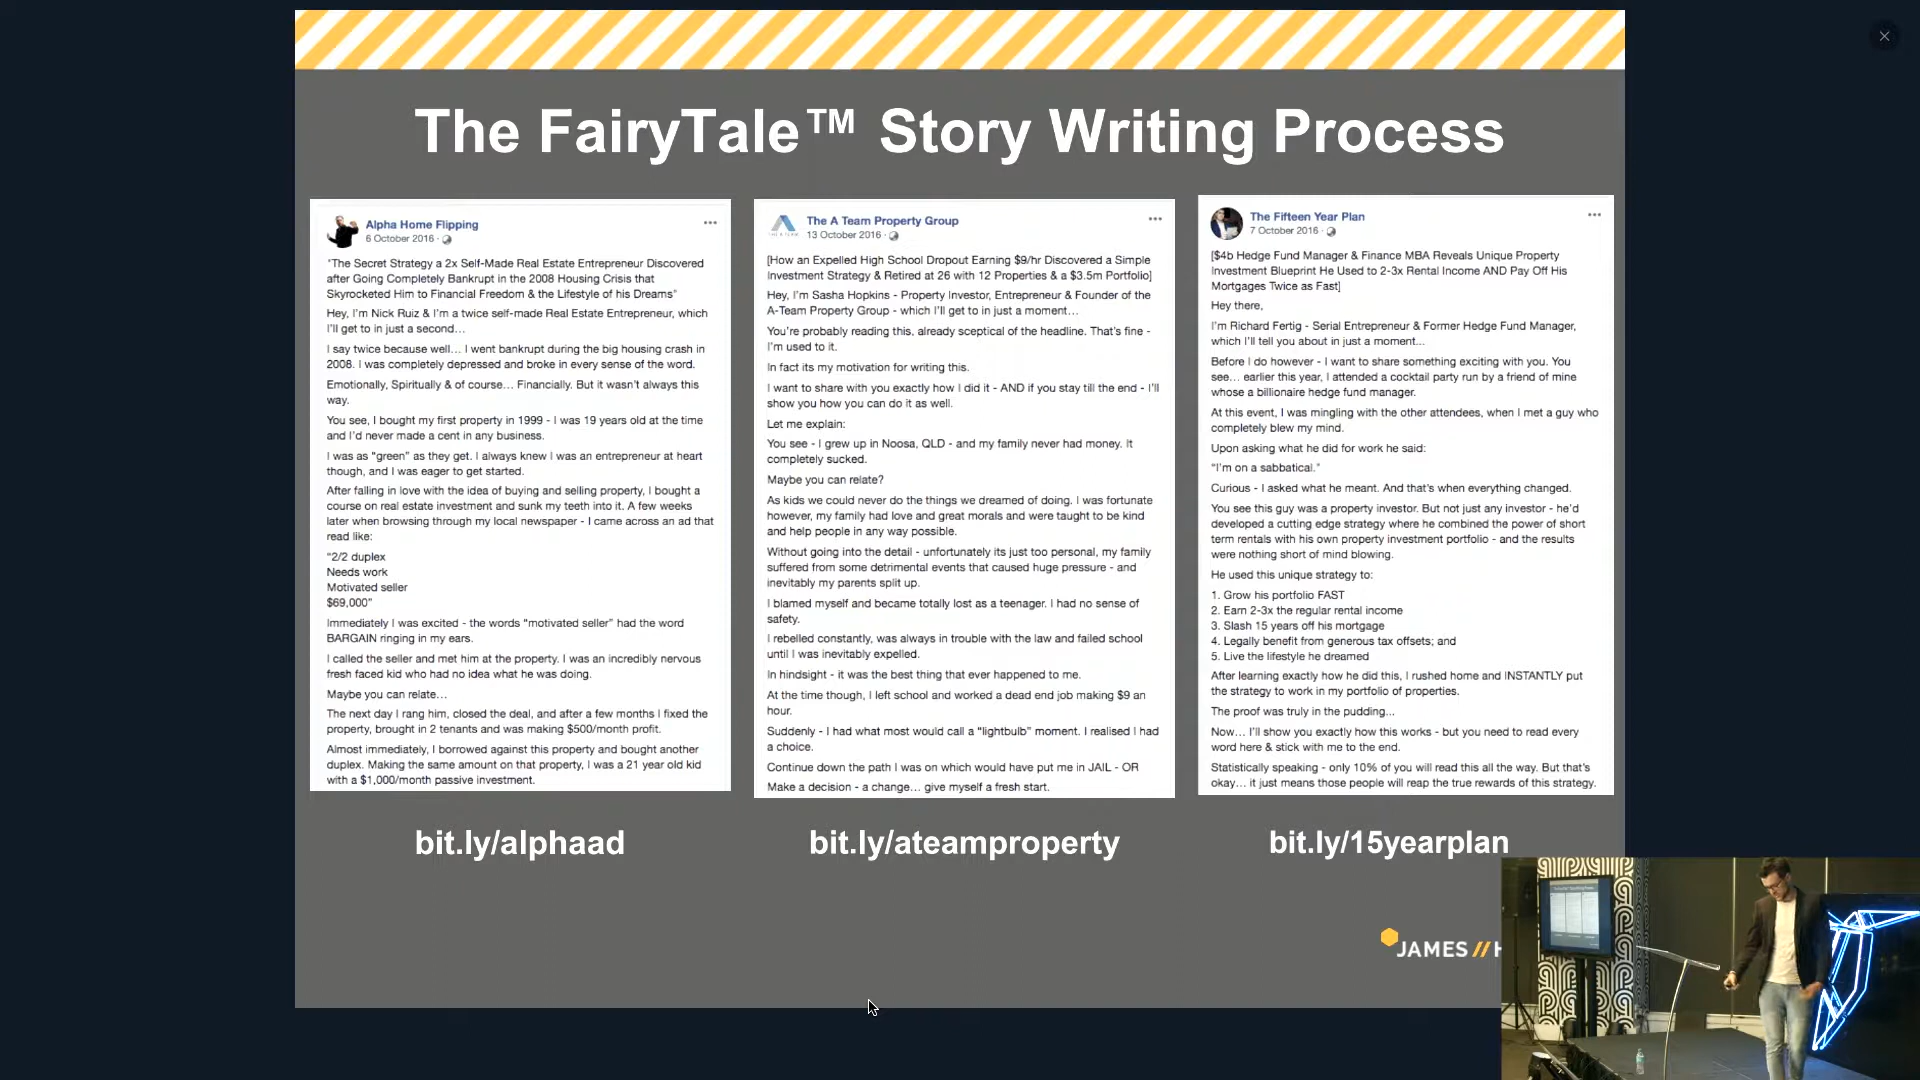 The FairyTale™ Story Writing Process
Alpha Home Flipping
6 October 2016 ·
"The Secret Strategy a 2x Self-Made Real Estate Entrepreneur Discovered
after Going Completely Bankrupt in the 2008 Housing Crisis that
Skyrocketed Him to Financial Freedom & the Lifestyle of his Dreams"
Hey, I'm Nick Ruiz & I'm a twice self-made Real Estate Entrepreneur, which
I'll get to in just a second…
I say twice because well… I went bankrupt during the big housing crash in
2008. I was completely depressed and broke in every sense of the word.
Emotionally, Spiritually & of course… Financially. But it wasn't always this
way.
You see, I bought my first property in 1999 - I was 19 years old at the time
and I'd never made a cent in any business.
I was as "green" as they get. I always knew I was an entrepreneur at heart
though, and I was eager to get started.
After falling in love with the idea of buying and selling property, I bought a
course on real estate investment and sunk my teeth into it. A few weeks
later when browsing through my local newspaper - I came across an ad that
read like:
"2/2 duplex
Needs work
Motivated seller
$69,000"
Immediately I was excited - the words "motivated seller" had the word
BARGAIN ringing in my ears.
I called the seller and met him at the property. I was an incredibly nervous
fresh faced kid who had no idea what he was doing.
Maybe you can relate…
The next day I rang him, closed the deal, and after a few months I fixed the
property, brought in 2 tenants and was making $500/month profit.
Almost immediately, I borrowed against this property and bought another
duplex. Making the same amount on that property, I was a 21 year old kid
with a $1,000/month passive investment.
bit.ly/alphaad
The A Team Property Group
13 October 2016 ·
[How an Expelled High School Dropout Earning $9/hr Discovered a Simple
Investment Strategy & Retired at 26 with 12 Properties & a $3.5m Portfolio]
Hey, I'm Sasha Hopkins - Property Investor, Entrepreneur & Founder of the
A-Team Property Group - which I'll get to in just a moment…
You're probably reading this, already sceptical of the headline. That's fine -
I'm used to it.
In fact its my motivation for writing this.
I want to share with you exactly how I did it - AND if you stay till the end - I'll
show you how you can do it as well.
Let me explain:
You see - I grew up in Noosa, QLD - and my family never had money. It
completely sucked.
Maybe you can relate?
As kids we could never do the things we dreamed of doing. I was fortunate
however, my family had love and great morals and were taught to be kind
and help people in any way possible.
Without going into the detail - unfortunately its just too personal, my family
suffered from some detrimental events that caused huge pressure - and
inevitably my parents split up.
I blamed myself and became totally lost as a teenager. I had no sense of
safety.
I rebelled constantly, was always in trouble with the law and failed school
until I was inevitably expelled.
In hindsight - it was the best thing that ever happened to me.
At the time though, I left school and worked a dead end job making $9 an
hour.
Suddenly - I had what most would call a "lightbulb" moment. I realised I had
a choice.
Continue down the path I was on which would have put me in JAIL - OR
Make a decision - a change… give myself a fresh start.
bit.ly/ateamproperty
The Fifteen Year Plan
7 October 2016 ·
[$4b Hedge Fund Manager & Finance MBA Reveals Unique Property
Investment Blueprint He Used to 2-3x Rental Income AND Pay Off His
Mortgages Twice as Fast]
Hey there,
I'm Richard Fertig - Serial Entrepreneur & Former Hedge Fund Manager,
which I'll tell you about in just a moment…
Before I do however - I want to share something exciting with you. You
see… earlier this year, I attended a cocktail party run by a friend of mine
whose a billionaire hedge fund manager.
At this event, I was mingling with the other attendees, when I met a guy who
completely blew my mind.
Upon asking what he did for work he said:
"I'm on a sabbatical."
Curious - I asked what he meant. And that's when everything changed.
You see this guy was a property investor. But not just any investor - he'd
developed a cutting edge strategy where he combined the power of short
term rentals with his own property investment portfolio - and the results
were nothing short of mind blowing.
He used this unique strategy to:
1. Grow his portfolio FAST
2. Earn 2-3x the regular rental income
3. Slash 15 years off his mortgage
4. Legally benefit from generous tax offsets; and
5. Live the lifestyle he dreamed
After learning exactly how he did this, I rushed home and INSTANTLY put
the strategy to work in my portfolio of properties.
The proof was truly in the pudding…
Now… I'll show you exactly how this works - but you need to read every
word here & stick with me to the end.
Statistically speaking - only 10% of you will read this all the way. But that's
okay… it just means those people will reap the true rewards of this strategy.
bit.ly/15yearplan
JAMES // H